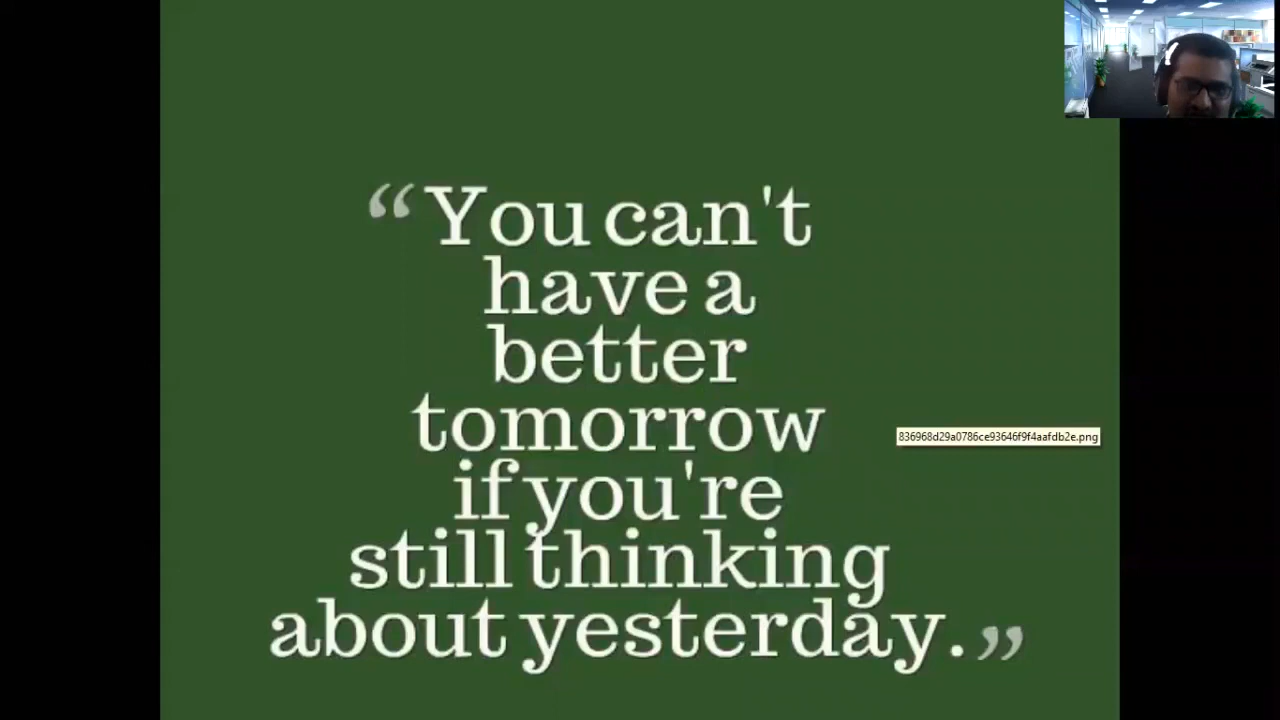 “You can't
have a
better
tomorrow
836968d29a0786ce93646f9f4aafdb2e.png
if you're
still thinking
about yesterday.”